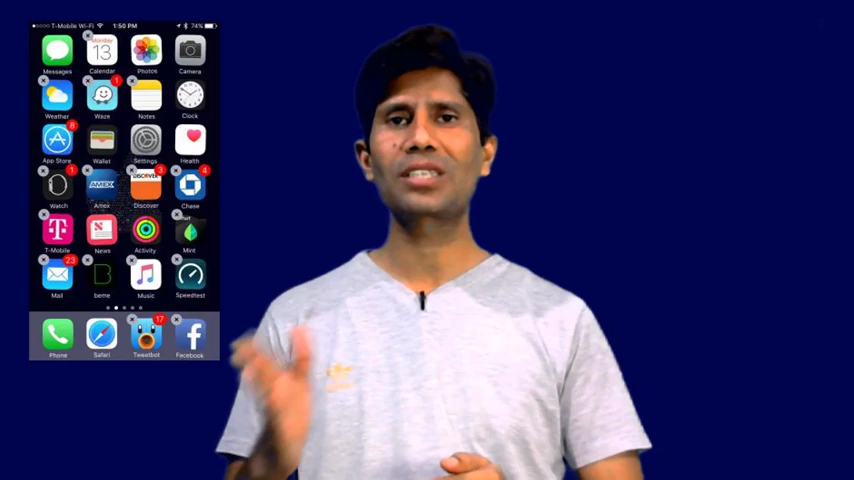 T-Mobile Wi-Fi 1:50 PM 74%
Monday
13
Messages Calendar Photos Camera
1
Weather Waze Notes Clock
8
App Store Wallet Settings Health
1 3 4
AMEX DISCOVER
Watch Amex Discover Chase
T
T-Mobile News Activity Mint
23
B
Mail beme Music Speedtest
17
f
Phone Safari Tweetbot Facebook